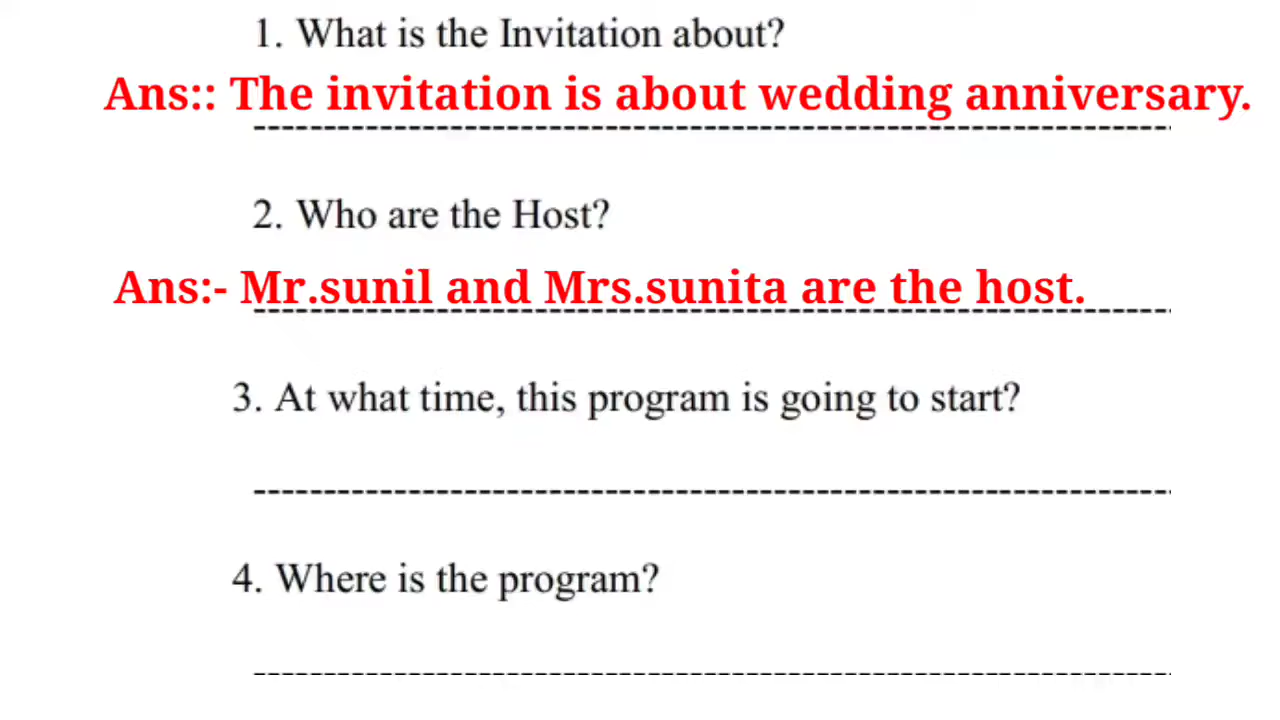 1. What is the Invitation about?
Ans:: The invitation is about wedding anniversary.
--------------------------------------------------------------------
2. Who are the Host?
Ans:- Mr.sunil and Mrs.sunita are the host.
--------------------------------------------------------------------
3. At what time, this program is going to start?
--------------------------------------------------------------------
4. Where is the program?
--------------------------------------------------------------------